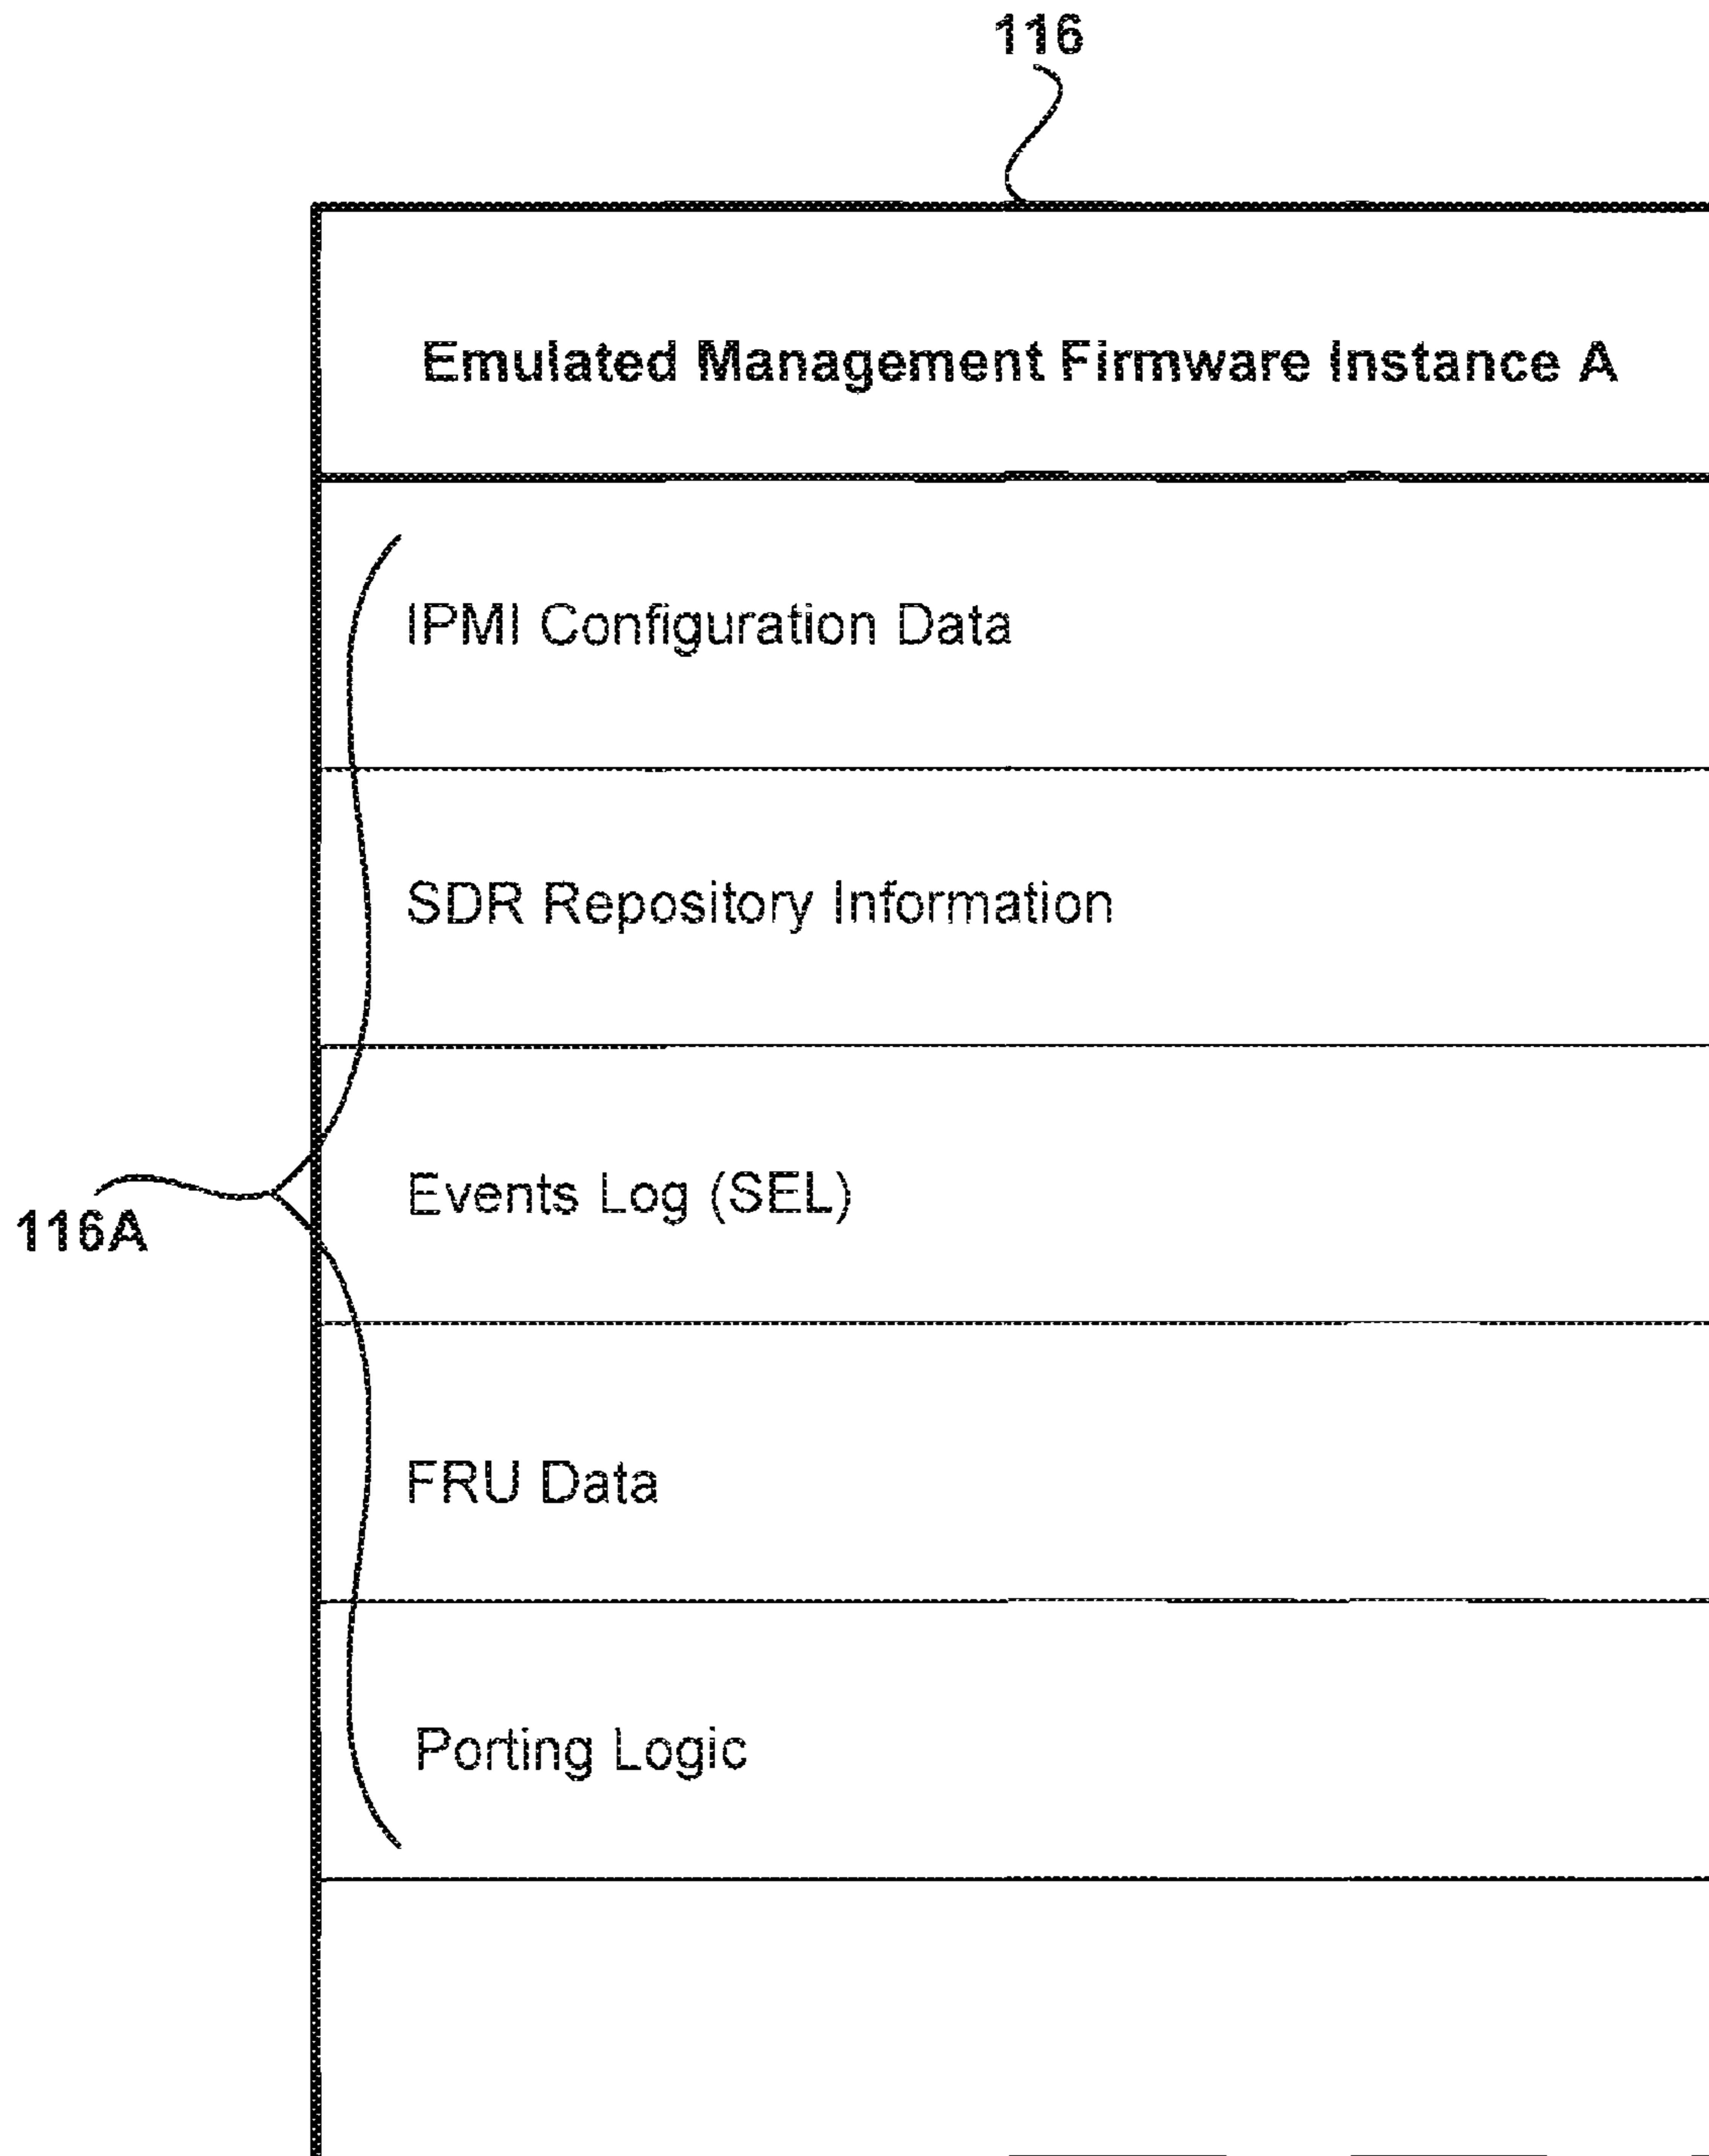 116
Emulated Management Firmware Instance A
IPMI Configuration Data
SDR Repository Information
Events Log (SEL)
116A
FRU Data
Porting Logic